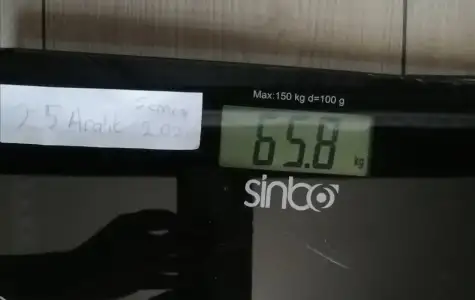 Max:150 kg d=100 g
25 Aralık
65.8 kg
sinbo